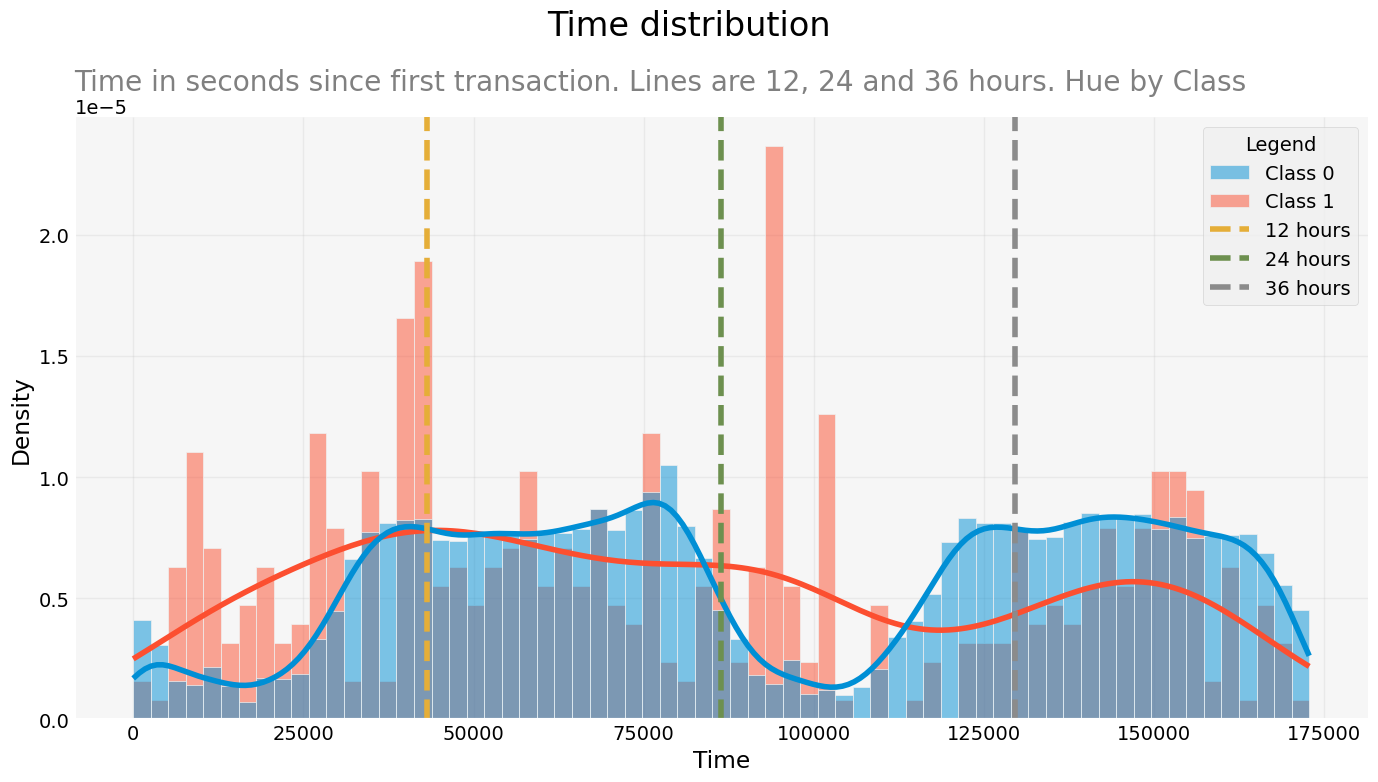 Time distribution
Time in seconds since first transaction. Lines are 12, 24 and 36 hours. Hue by Class
1e−5
Legend
Class 0
Class 1
12 hours
24 hours
36 hours
2.0
1.5
1.0
0.5
0.0
Density
0 25000 50000 75000 100000 125000 150000 175000
Time